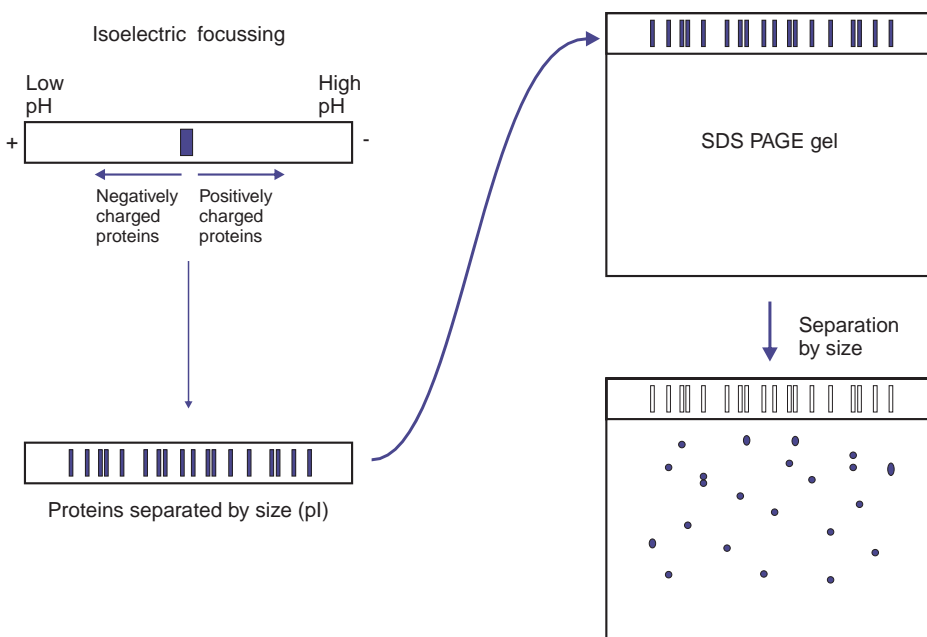 Isoelectric focussing
Low
pH
High
pH
+
-
Negatively
charged
proteins
Positively
charged
proteins
Proteins separated by size (pI)
SDS PAGE gel
Separation
by size